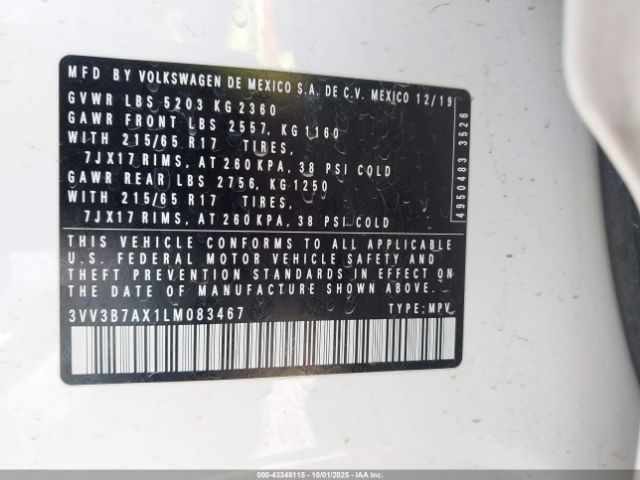 MFD BY VOLKSWAGEN DE MEXICO S.A. DE C.V. MEXICO 12/19
GVWR LBS 5203 KG 2360
GAWR FRONT LBS 2557, KG 1160
WITH 215/65 R17 TIRES,
7JX17 RIMS, AT 260 KPA, 38 PSI COLD
GAWR REAR LBS 2756, KG 1250
WITH 215/65 R17 TIRES,
7JX17 RIMS, AT 260 KPA, 38 PSI COLD
4950483 3526
THIS VEHICLE CONFORMS TO ALL APPLICABLE
U.S. FEDERAL MOTOR VEHICLE SAFETY AND
THEFT PREVENTION STANDARDS IN EFFECT ON
THE DATE OF MANUFACTURE SHOWN ABOVE.
3VV3B7AX1LM083467 TYPE: MPV
000-43348115 - 10/01/2025 - IAAI.CA